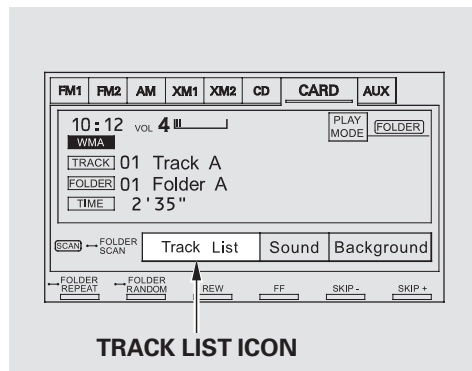 FM1 FM2 AM XM1 XM2 CD CARD AUX
10:12 VOL 4 PLAY MODE FOLDER
WMA
TRACK 01 Track A
FOLDER 01 Folder A
TIME 2'35"
SCAN FOLDER SCAN Track List Sound Background
FOLDER REPEAT FOLDER RANDOM REW FF SKIP - SKIP +
TRACK LIST ICON